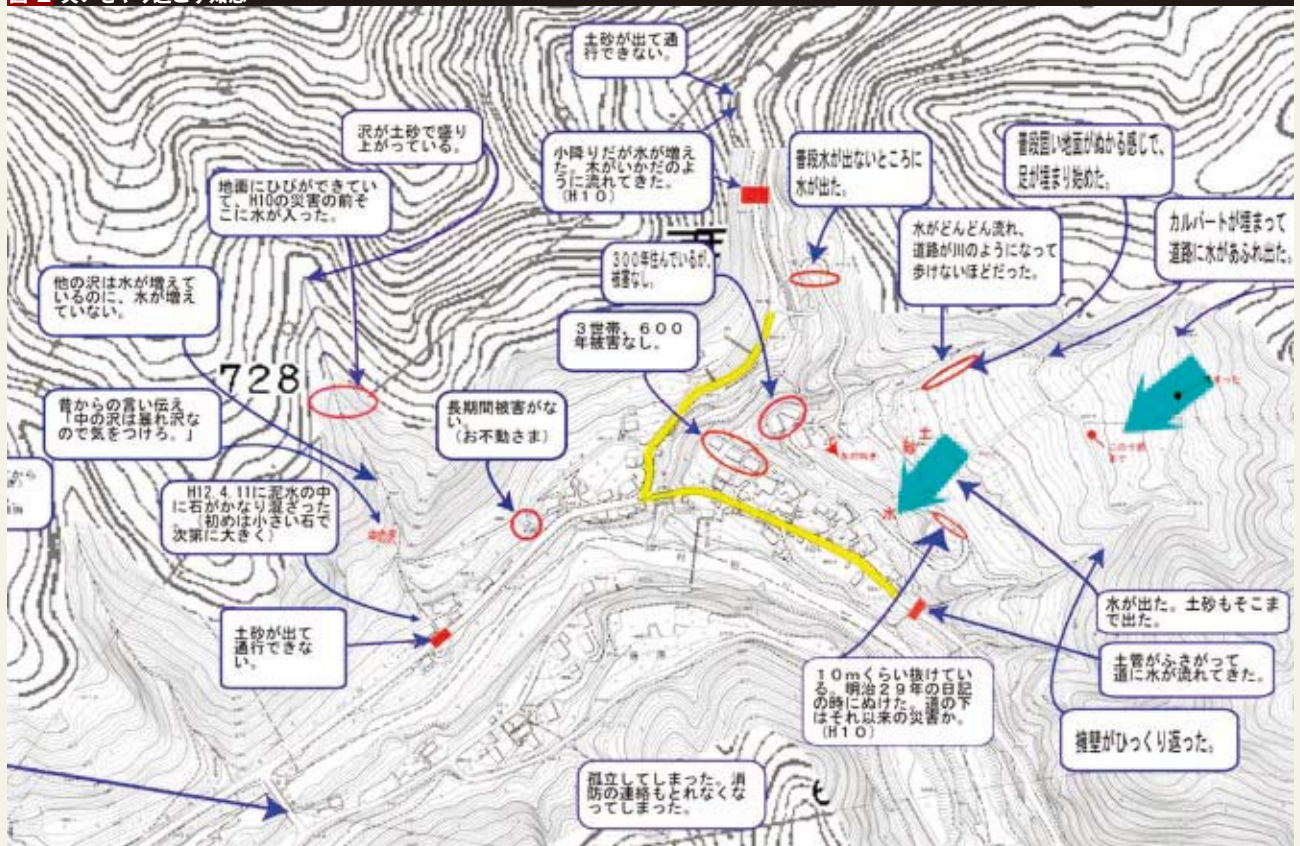 土砂が出て通
行できない。
沢が土砂で盛り
上がっている。
小降りだが水が増え
た。木がいかだのよ
うに流れてきた。
(H10)
普段水が出ないところに
水が出た。
普段固い地面がぬかる感じで、
足が埋まり始めた。
地面にひびができてい
て、H10の災害の前そ
こに水が入った。
水がどんどん流れ、
道路が川のようになって
歩けないほどだった。
カルバートが埋まって
道路に水があふれ出た。
300年住んでいるが、
被害なし。
他の沢は水が増えて
いるのに、水が増え
ていない。
3世帯、600
年被害なし。
728
昔からの言い伝え
「中の沢は暴れ沢な
ので気をつけろ。」
長期間被害がな
い。
(お不動さま)
土
砂
水
この寸前
まで
から
H12.4.11に泥水の中
に石がかなり混ざった
。(初めは小さい石で
次第に大きく)
中の沢
土砂が出て
通行できな
い。
水が出た。土砂もそこま
で出た。
土管がふさがって
道に水が流れてきた。
10mくらい抜けてい
る。明治29年の日記
の時にぬけた。道の下
はそれ以来の災害か。
(H10)
擁壁がひっくり返った。
孤立してしまった。消
防の連絡もとれなくな
ってしまった。